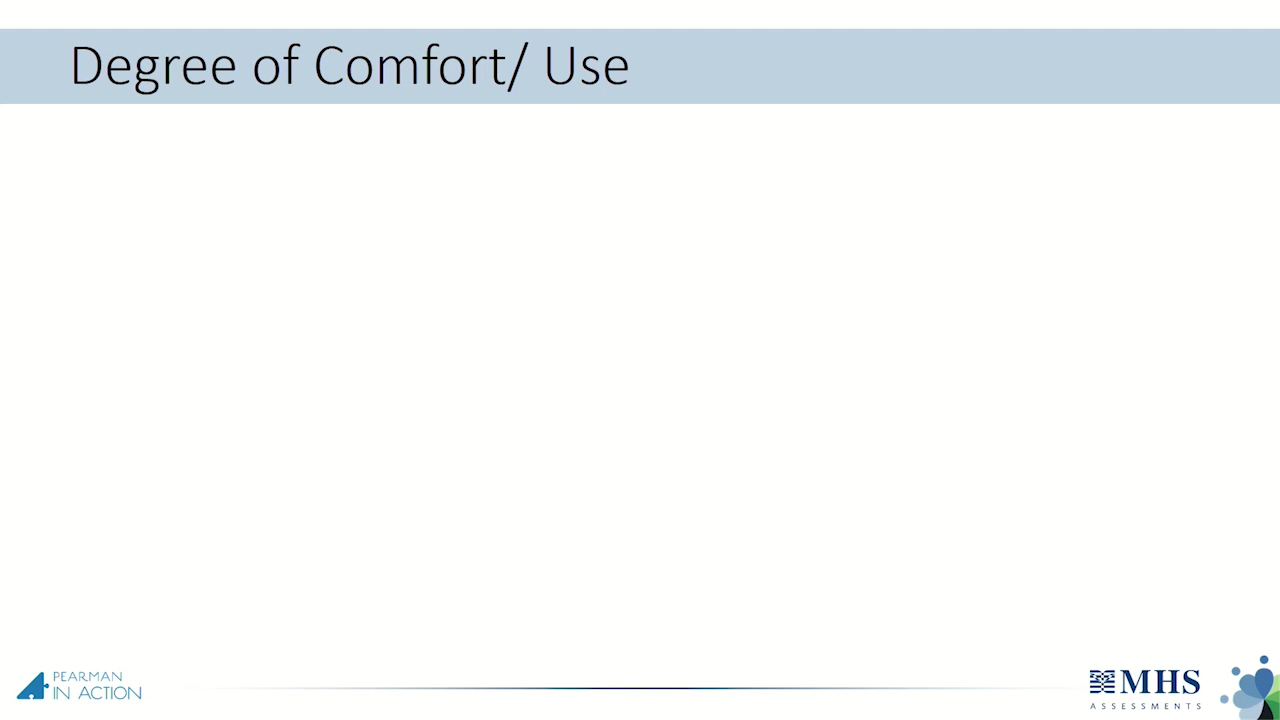 Degree of Comfort/ Use
PEARMAN
IN ACTION
MHS
ASSESSMENTS